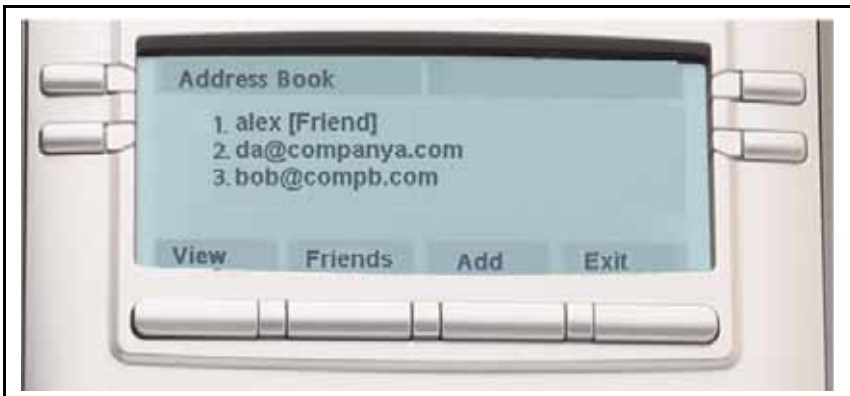 Address Book
1. alex [Friend]
2. da@companya.com
3. bob@compb.com
View Friends Add Exit